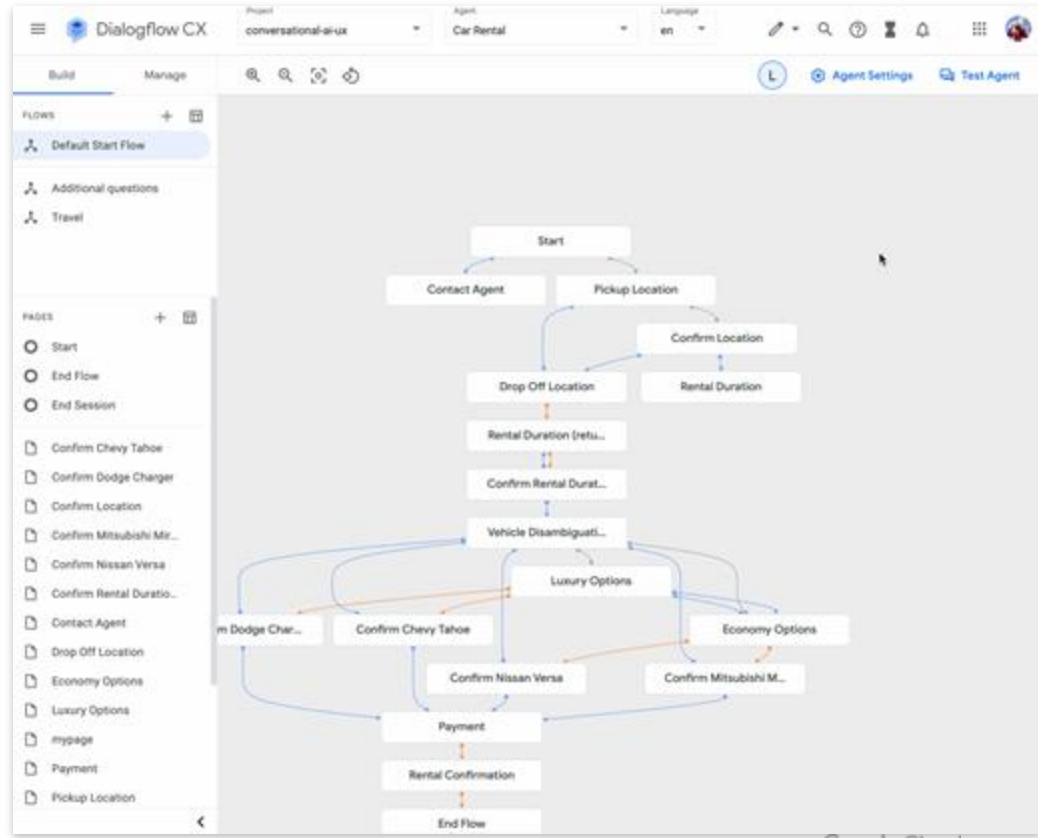 Project
Agent
Language
Dialogflow CX
conversational-ai-ux
Car Rental
en
Build
Manage
L
Agent Settings
Test Agent
FLOWS
Default Start Flow
Additional questions
Travel
PAGES
Start
End Flow
End Session
Confirm Chevy Tahoe
Confirm Dodge Charger
Confirm Location
Confirm Mitsubishi Mir...
Confirm Nissan Versa
Confirm Rental Duratio...
Contact Agent
Drop Off Location
Economy Options
Luxury Options
mypage
Payment
Pickup Location
Start
Contact Agent
Pickup Location
Confirm Location
Drop Off Location
Rental Duration
Rental Duration (retu...
Confirm Rental Durat...
Vehicle Disambiguati...
Luxury Options
m Dodge Char...
Confirm Chevy Tahoe
Economy Options
Confirm Nissan Versa
Confirm Mitsubishi M...
Payment
Rental Confirmation
End Flow